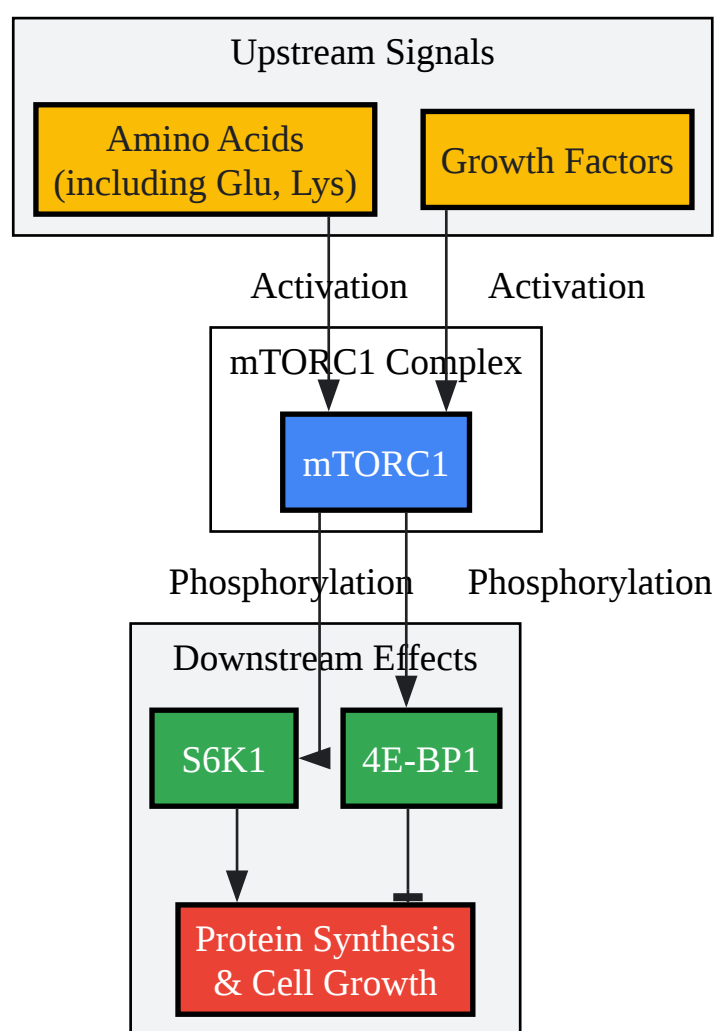 Upstream Signals
Amino Acids
(including Glu, Lys)
Growth Factors
Activation
Activation
mTORC1 Complex
mTORC1
Phosphorylation
Phosphorylation
Downstream Effects
S6K1
4E-BP1
Protein Synthesis
& Cell Growth